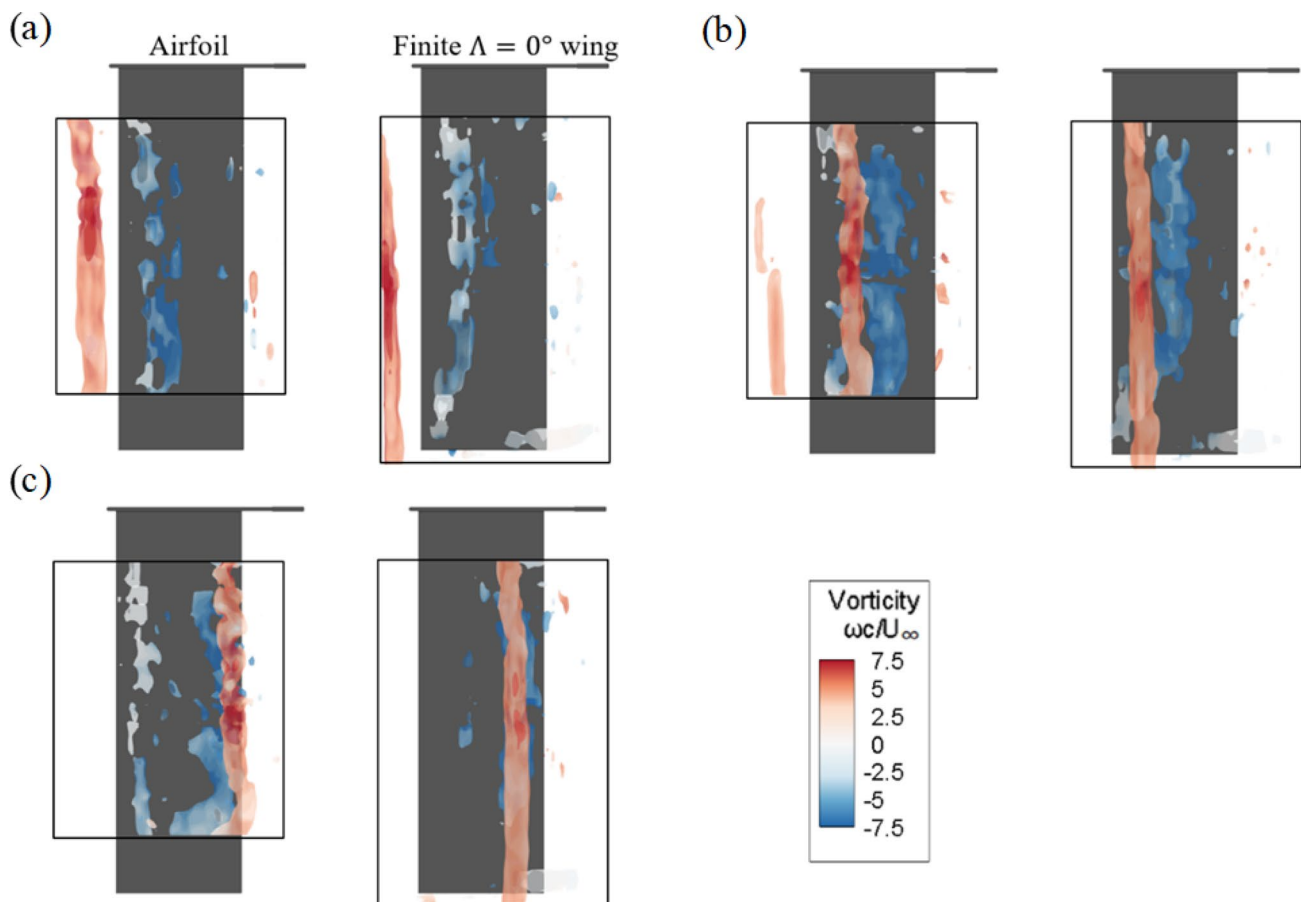 (a)
Airfoil
Finite Λ = 0° wing
(b)
(c)
Vorticity
ωc/U∞
7.5
5
2.5
0
-2.5
-5
-7.5